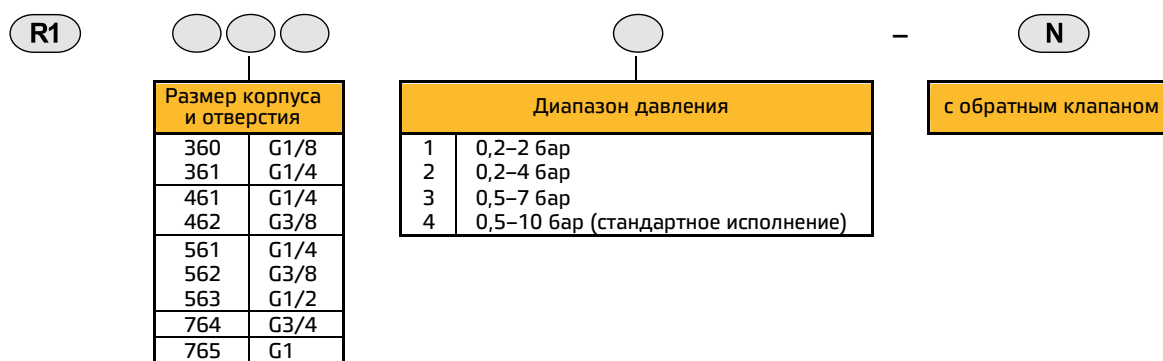 R1 – N
Размер корпуса
и отверстия
360 G1/8
361 G1/4
461 G1/4
462 G3/8
561 G1/4
562 G3/8
563 G1/2
764 G3/4
765 G1
Диапазон давления
1 0,2–2 бар
2 0,2–4 бар
3 0,5–7 бар
4 0,5–10 бар (стандартное исполнение)
с обратным клапаном